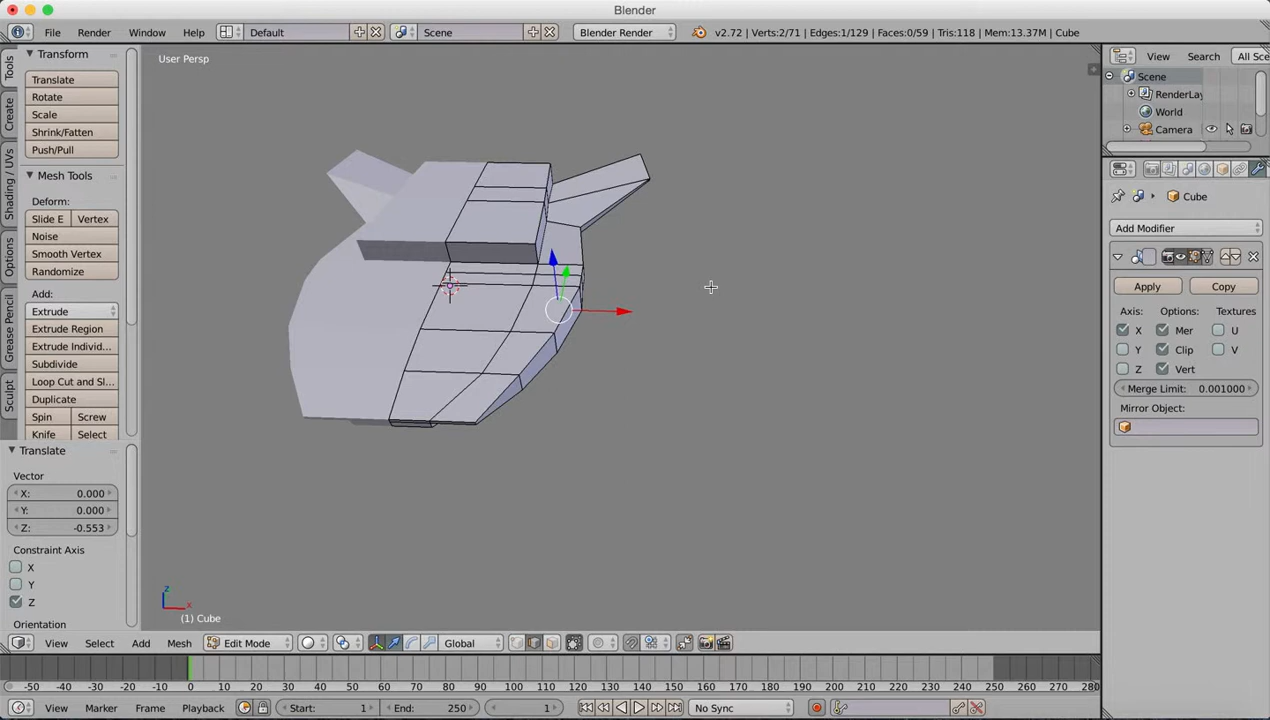 Blender
File Render Window Help Default Scene Blender Render v2.72 | Verts:2/71 | Edges:1/129 | Faces:0/59 | Tris:118 | Mem:13.37M | Cube
Tools
Create
Shading / UVs
Options
Grease Pencil
Sculpt
Transform
Translate
Rotate
Scale
Shrink/Fatten
Push/Pull
Mesh Tools
Deform:
Slide E Vertex
Noise
Smooth Vertex
Randomize
Add:
Extrude
Extrude Region
Extrude Individ...
Subdivide
Loop Cut and Sl...
Duplicate
Spin Screw
Knife Select
Translate
Vector
X: 0.000
Y: 0.000
Z: -0.553
Constraint Axis
X
Y
Z
Orientation
User Persp
z
x
(1) Cube
View Select Add Mesh Edit Mode Global
View Search All Sce
Scene
RenderLay
World
Camera
Cube
Add Modifier
Apply Copy
Axis: Options: Textures
X Mer U
Y Clip V
Z Vert
Merge Limit: 0.001000
Mirror Object:
-50 -40 -30 -20 -10 0 10 20 30 40 50 60 70 80 90 100 110 120 130 140 150 160 170 180 190 200 210 220 230 240 250 260 270 280
View Marker Frame Playback Start: 1 End: 250 1 No Sync